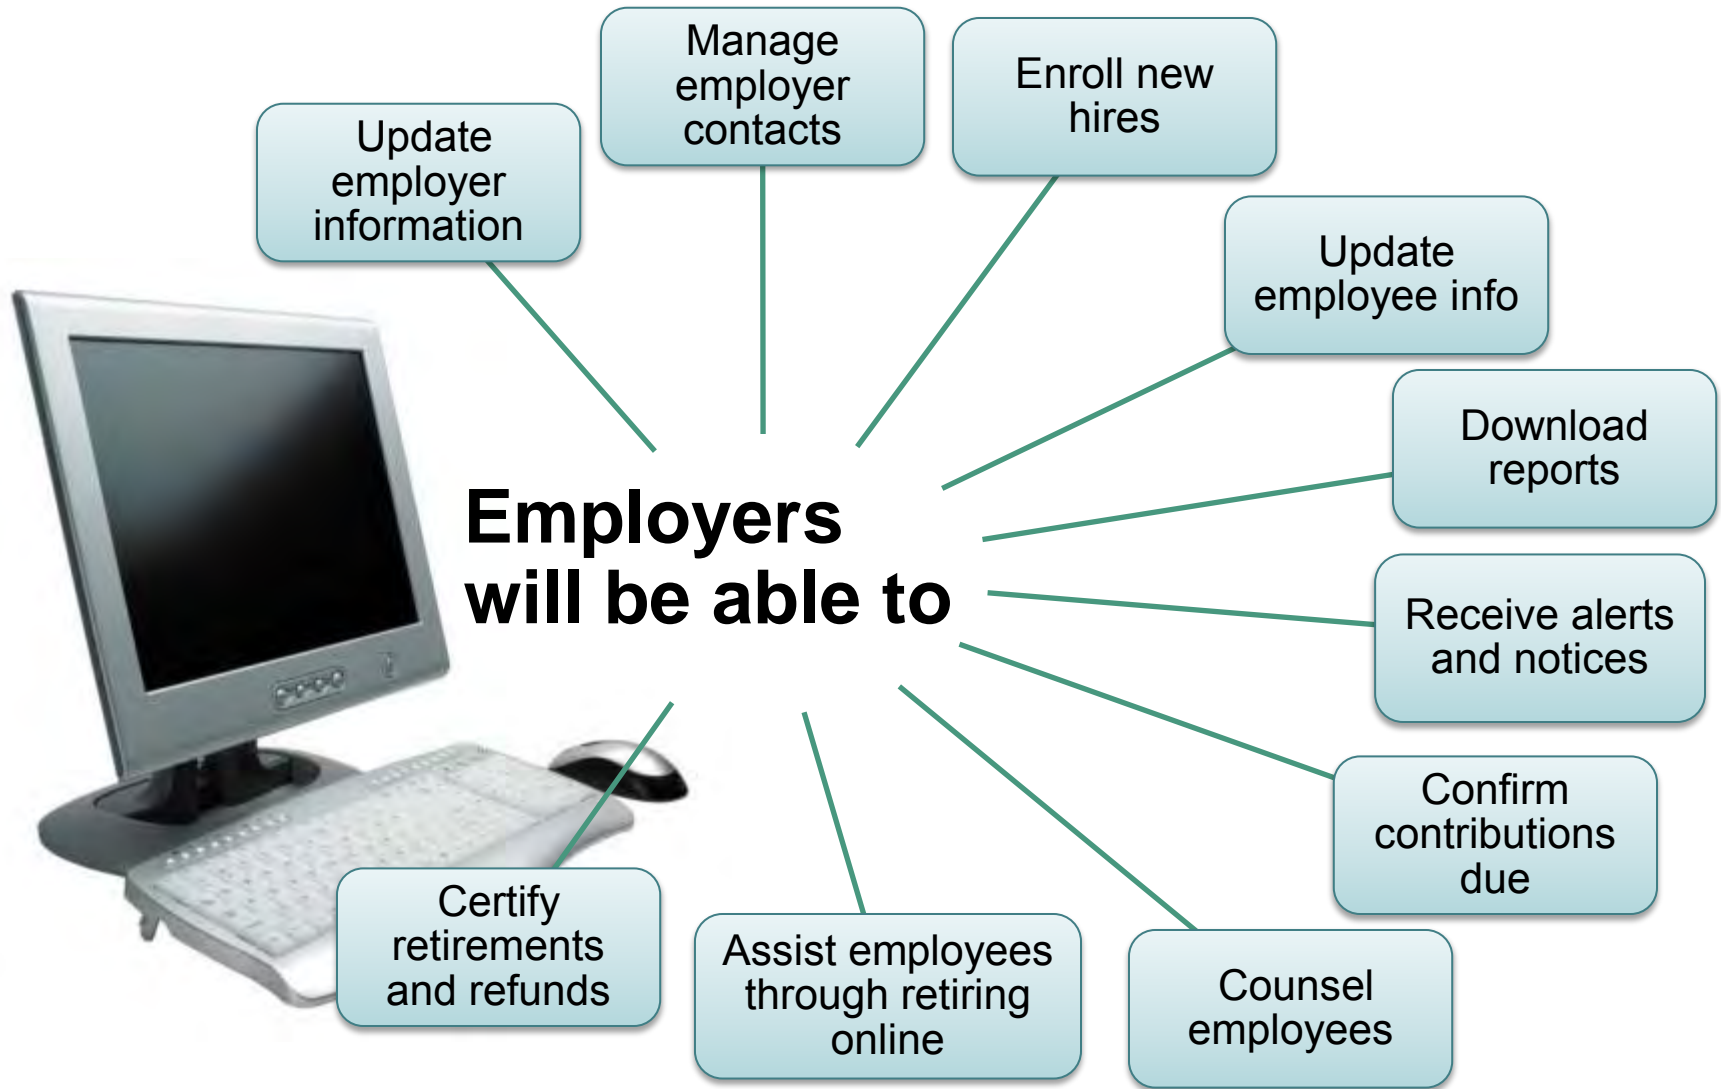 Manage
employer
contacts
Enroll new
hires
Update
employer
information
Update
employee info
Download
reports
Employers
will be able to
Receive alerts
and notices
Confirm
contributions
due
Certify
retirements
and refunds
Assist employees
through retiring
online
Counsel
employees